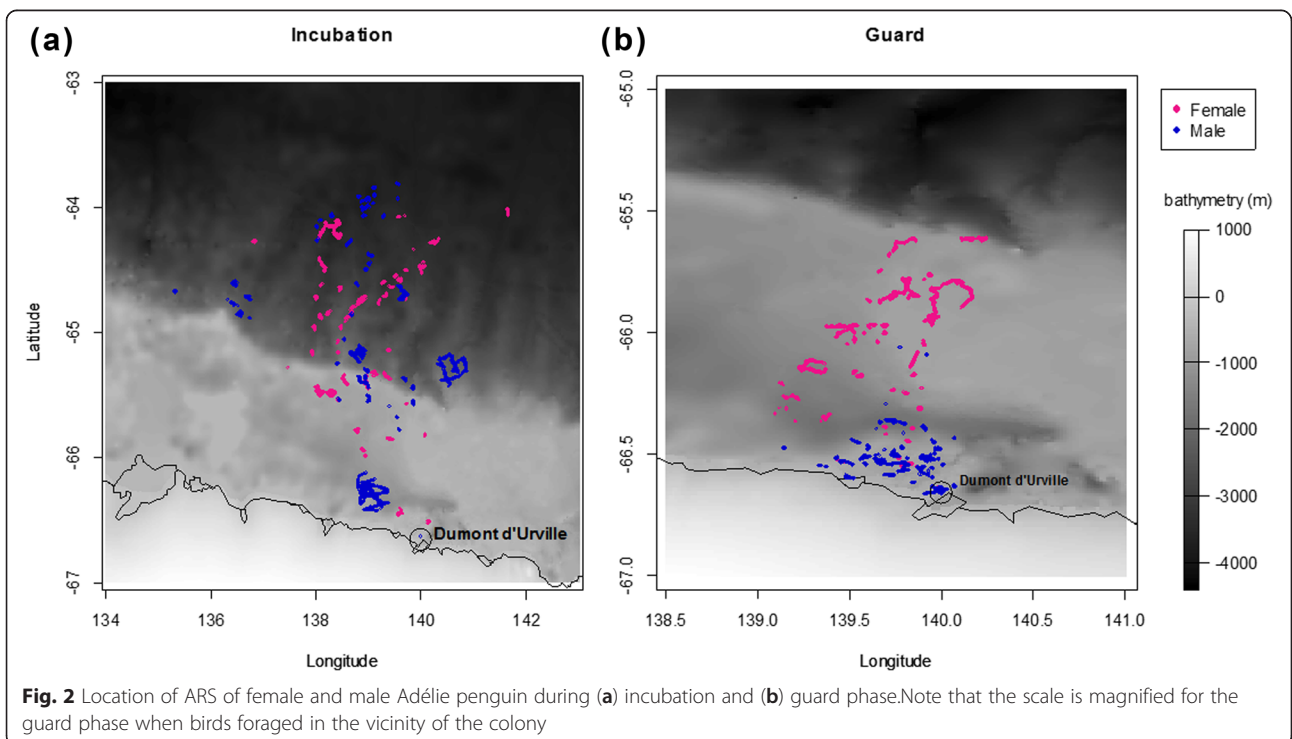 (a)
Incubation
-63
-64
-65
-66
-67
Latitude
Dumont d'Urville
134
136
138
140
142
Longitude
(b)
Guard
-65.0
-65.5
-66.0
-66.5
-67.0
Dumont d'Urville
138.5
139.0
139.5
140.0
140.5
141.0
Longitude
Female
Male
bathymetry (m)
1000
0
-1000
-2000
-3000
-4000
Fig. 2 Location of ARS of female and male Adélie penguin during (a) incubation and (b) guard phase.Note that the scale is magnified for the
guard phase when birds foraged in the vicinity of the colony